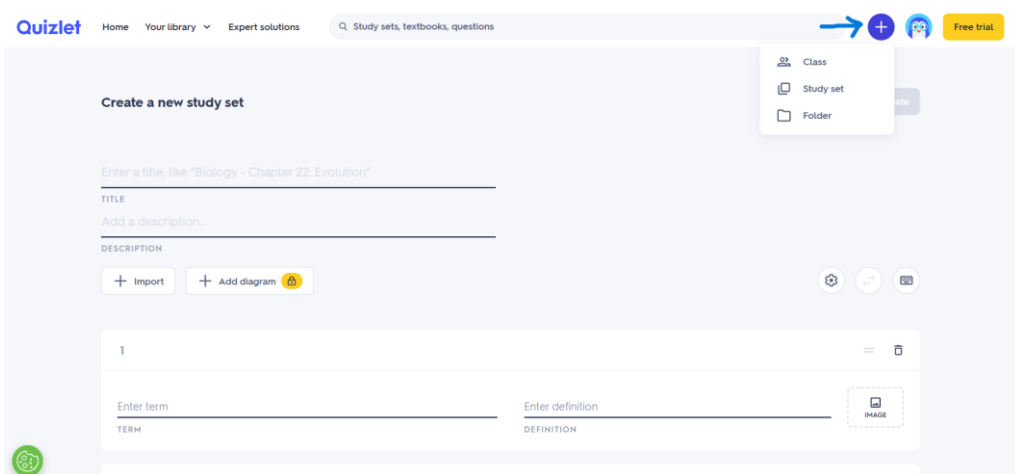 Quizlet Home Your library Expert solutions Study sets, textbooks, questions Free trial
Class
Study set
Folder
Create a new study set
Enter a title, like “Biology – Chapter 22: Evolution”
TITLE
Add a description...
DESCRIPTION
Import Add diagram
1
Enter term Enter definition
IMAGE
TERM DEFINITION